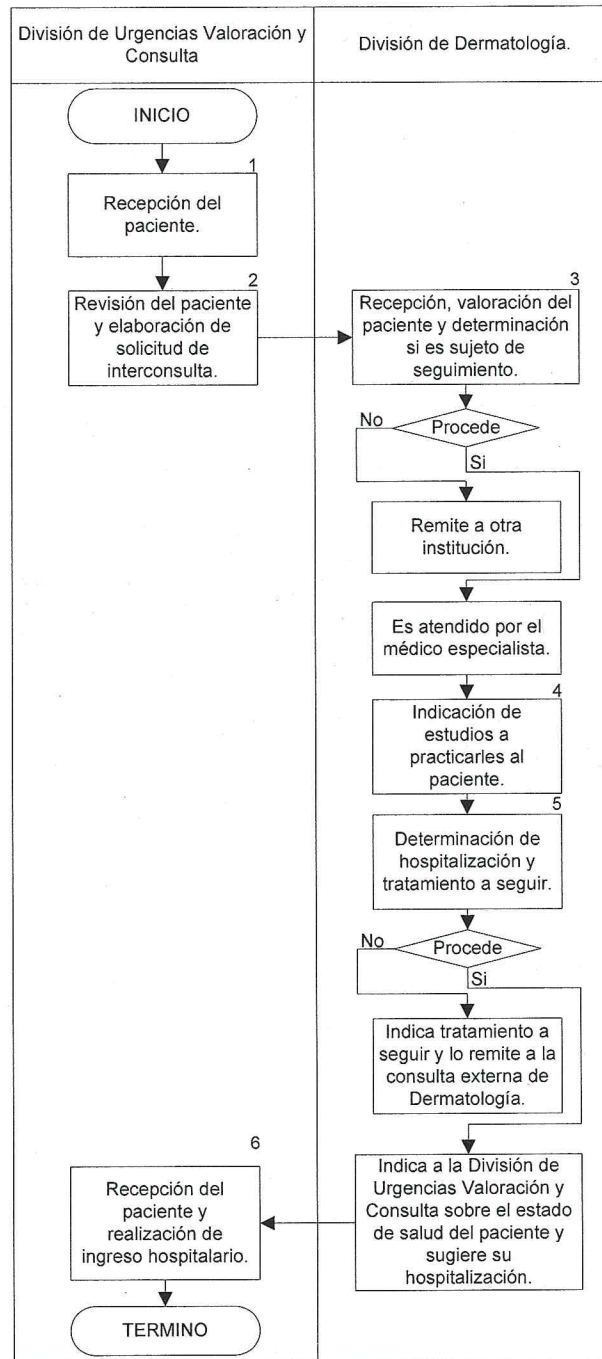 División de Urgencias Valoración y
Consulta
División de Dermatología.
INICIO
1
Recepción del
paciente.
2
Revisión del paciente
y elaboración de
solicitud de
interconsulta.
3
Recepción, valoración del
paciente y determinación
si es sujeto de
seguimiento.
No
Procede
Si
Remite a otra
institución.
Es atendido por el
médico especialista.
4
Indicación de
estudios a
practicarles al
paciente.
5
Determinación de
hospitalización y
tratamiento a seguir.
No
Procede
Si
Indica tratamiento a
seguir y lo remite a la
consulta externa de
Dermatología.
Indica a la División de
Urgencias Valoración y
Consulta sobre el estado
de salud del paciente y
sugiere su
hospitalización.
6
Recepción del
paciente y
realización de
ingreso hospitalario.
TERMINO